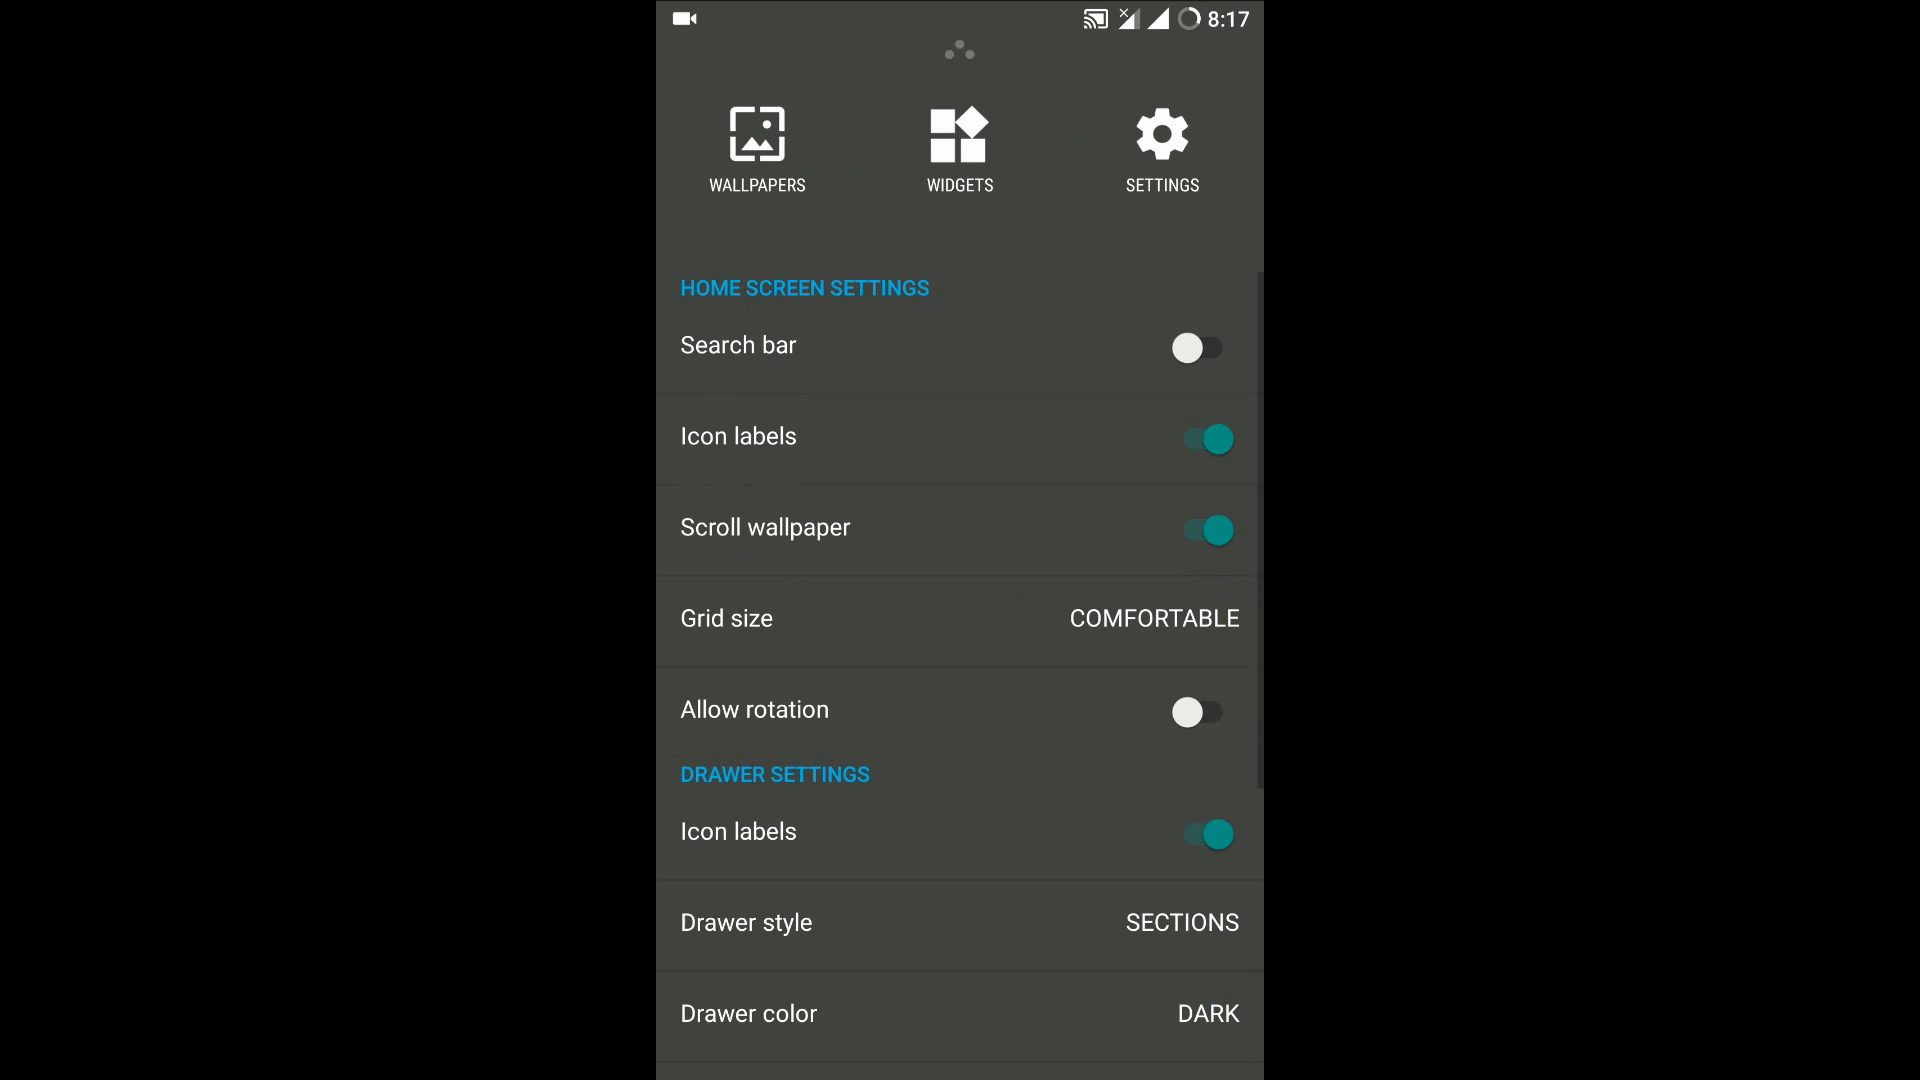 8:17
WALLPAPERS
WIDGETS
SETTINGS
HOME SCREEN SETTINGS
Search bar
Icon labels
Scroll wallpaper
Grid size COMFORTABLE
Allow rotation
DRAWER SETTINGS
Icon labels
Drawer style SECTIONS
Drawer color DARK